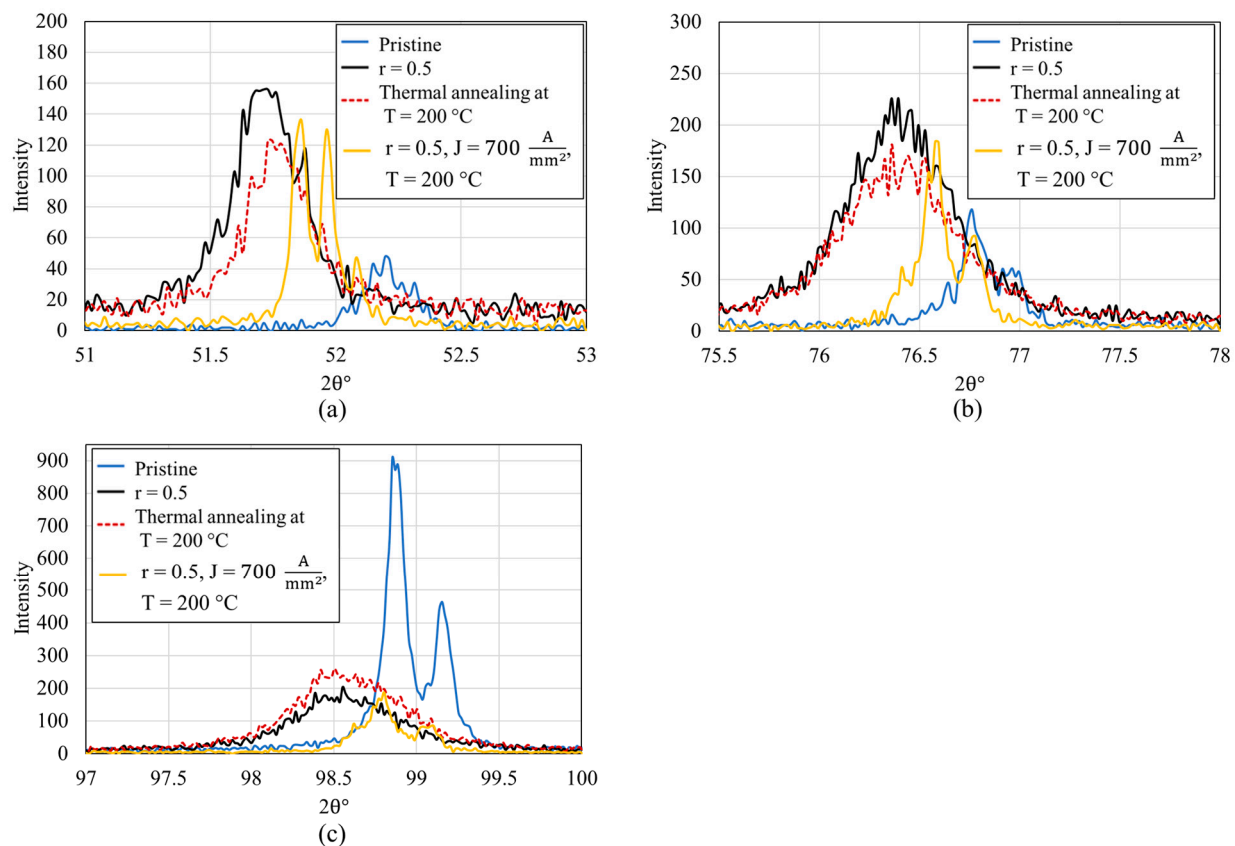 200
180
160
140
120
100
80
60
40
20
0
Intensity
Pristine
r = 0.5
Thermal annealing at
T = 200 °C
r = 0.5, J = 700 A/mm²,
T = 200 °C
51
51.5
52
52.5
53
2θ°
(a)
300
250
200
150
100
50
0
Intensity
Pristine
r = 0.5
Thermal annealing at
T = 200 °C
r = 0.5, J = 700 A/mm²,
T = 200 °C
75.5
76
76.5
77
77.5
78
2θ°
(b)
900
800
700
600
500
400
300
200
100
0
Intensity
Pristine
r = 0.5
Thermal annealing at
T = 200 °C
r = 0.5, J = 700 A/mm²,
T = 200 °C
97
97.5
98
98.5
99
99.5
100
2θ°
(c)